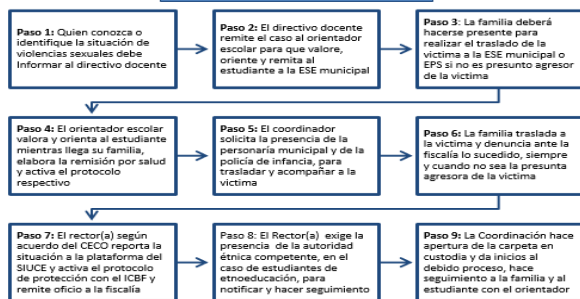 Paso 1: Quien conozca o
identifique la situación de
violencias sexuales debe
Informar al directivo docente
Paso 2: El directivo docente
remite el caso al orientador
escolar para que valore,
oriente y remita al
estudiante a la ESE municipal
Paso 3: La familia deberá
hacerse presente para
realizar el traslado de la
victima a la ESE municipal o
EPS si no es presunto agresor
de la victima
Paso 4: El orientador escolar
valora y orienta al estudiante
mientras llega su familia,
elabora la remisión por salud
y activa el protocolo
respectivo
Paso 5: El coordinador
solicita la presencia de la
personaría municipal y de la
policía de infancia, para
trasladar y acompañar a la
victima
Paso 6: La familia traslada a
la victima y denuncia ante la
fiscalía lo sucedido, siempre
y cuando no sea la presunta
agresora de la victima
Paso 7: El rector(a) según
acuerdo del CECO reporta la
situación a la plataforma del
SIUCE y activa el protocolo
de protección con el ICBF y
remite oficio a la fiscalía
Paso 8: El Rector(a) exige la
presencia de la autoridad
étnica competente, en el
caso de estudiantes de
etnoeducación, para
notificar y hacer seguimiento
Paso 9: La Coordinación hace
apertura de la carpeta en
custodia y da inicios al
debido proceso, hace
seguimiento a la familia y al
estudiante con el orientador